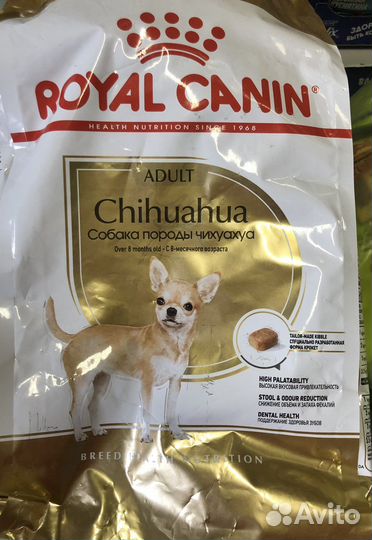 ROYAL CANIN
HEALTH NUTRITION SINCE 1968
ADULT
Chihuahua
Собака породы чихуахуа
Over 8 months old - С 8-месячного возраста
TAILOR-MADE KIBBLE
СПЕЦИАЛЬНО РАЗРАБОТАННАЯ
ФОРМА КРОКЕТ
HIGH PALATABILITY
ВЫСОКАЯ ВКУСОВАЯ ПРИВЛЕКАТЕЛЬНОСТЬ
STOOL & ODOUR REDUCTION
СНИЖЕНИЕ ОБЪЕМА И ЗАПАХА ФЕКАЛИЙ
DENTAL HEALTH
ПОДДЕРЖАНИЕ ЗДОРОВЬЯ ЗУБОВ
BREED HEALTH NUTRITION
Avito